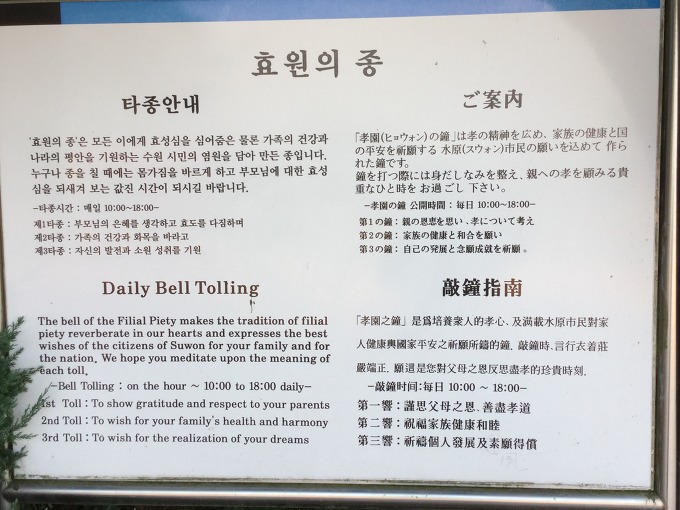 효원의 종
타종안내
'효원의 종'은 모든 이에게 효성심을 심어줌은 물론 가족의 건강과
나라의 평안을 기원하는 수원 시민의 염원을 담아 만든 종입니다.
누구나 종을 칠 때에는 몸가짐을 바르게 하고 부모님에 대한 효성
심을 되새겨 보는 값진 시간이 되시길 바랍니다.
-타종시간 : 매일 10:00~18:00-
제1타종 : 부모님의 은혜를 생각하고 효도를 다짐하며
제2타종 : 가족의 건강과 화목을 바라고
제3타종 : 자신의 발전과 소원 성취를 기원
ご案内
「孝園(ヒョウォン)の鐘」は孝の精神を広め、家族の健康と国
の平安を祈願する 水原(スウォン)市民の願いを込めて 作ら
れた鐘です。
鐘を打つ際には身だしなみを整え、親への孝を顧みる貴
重なひと時を お過ごし 下さい。
-孝園の鐘 公開時間 : 毎日 10:00~18:00-
第1の鐘 : 親の恩恵を思い、孝について考え
第2の鐘 : 家族の健康と和合を願い
第3の鐘 : 自己の発展と念願成就を祈願 。
Daily Bell Tolling
The bell of the Filial Piety makes the tradition of filial
piety reverberate in our hearts and expresses the best
wishes of the citizens of Suwon for your family and for
the nation. We hope you meditate upon the meaning of
each toll.
-Bell Tolling : on the hour ~ 10:00 to 18:00 daily-
1st Toll : To show gratitude and respect to your parents
2nd Toll : To wish for your family's health and harmony
3rd Toll : To wish for the realization of your dreams
敲鐘指南
「孝園之鐘」是爲培養衆人的孝心、及満載水原市民對家
人健康與國家平安之祈願所鑄的鐘. 敲鐘時、言行衣着莊
嚴端正. 願這是您對父母之恩反思盡孝的珍貴時刻.
-敲鐘时间:毎日 10:00 ~ 18:00-
第一響 : 謹思父母之恩、善盡孝道
第二響 : 祝福家族健康和睦
第三響 : 祈禱個人發展及素願得償